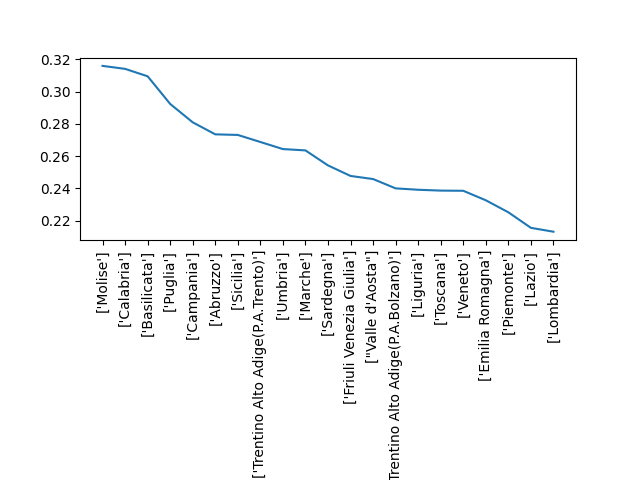 0.32
0.30
0.28
0.26
0.24
0.22
['Molise']
['Calabria']
['Basilicata']
['Puglia']
['Campania']
['Abruzzo']
['Sicilia']
['Trentino Alto Adige(P.A.Trento)']
['Umbria']
['Marche']
['Sardegna']
['Friuli Venezia Giulia']
["Valle d'Aosta"]
Trentino Alto Adige(P.A.Bolzano)']
['Liguria']
['Toscana']
['Veneto']
['Emilia Romagna']
['Piemonte']
['Lazio']
['Lombardia']